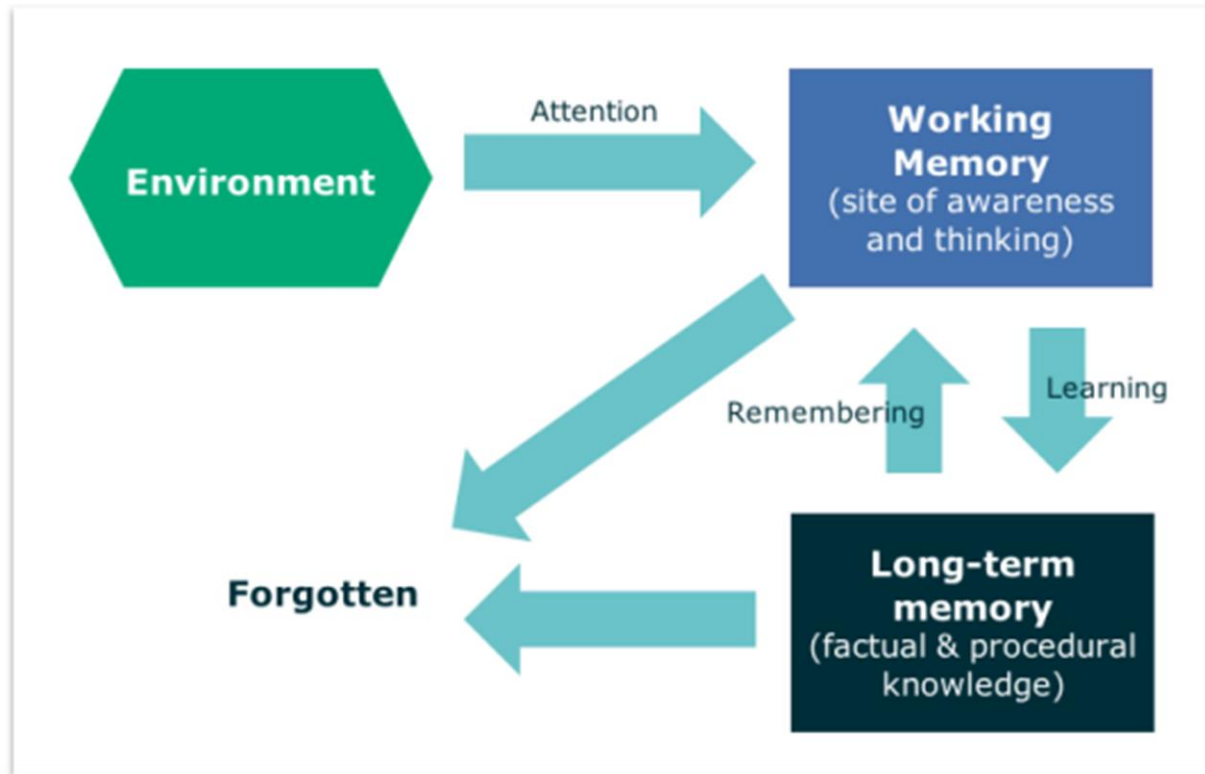 Environment
Attention
Working
Memory
(site of awareness
and thinking)
Remembering
Learning
Forgotten
Long-term
memory
(factual & procedural
knowledge)